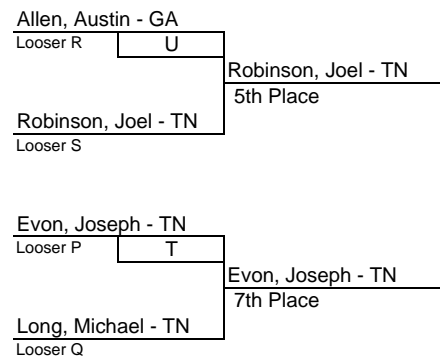 Allen, Austin - GA
Looser R
U
Robinson, Joel - TN
5th Place
Robinson, Joel - TN
Looser S
Evon, Joseph - TN
Looser P
T
Evon, Joseph - TN
7th Place
Long, Michael - TN
Looser Q